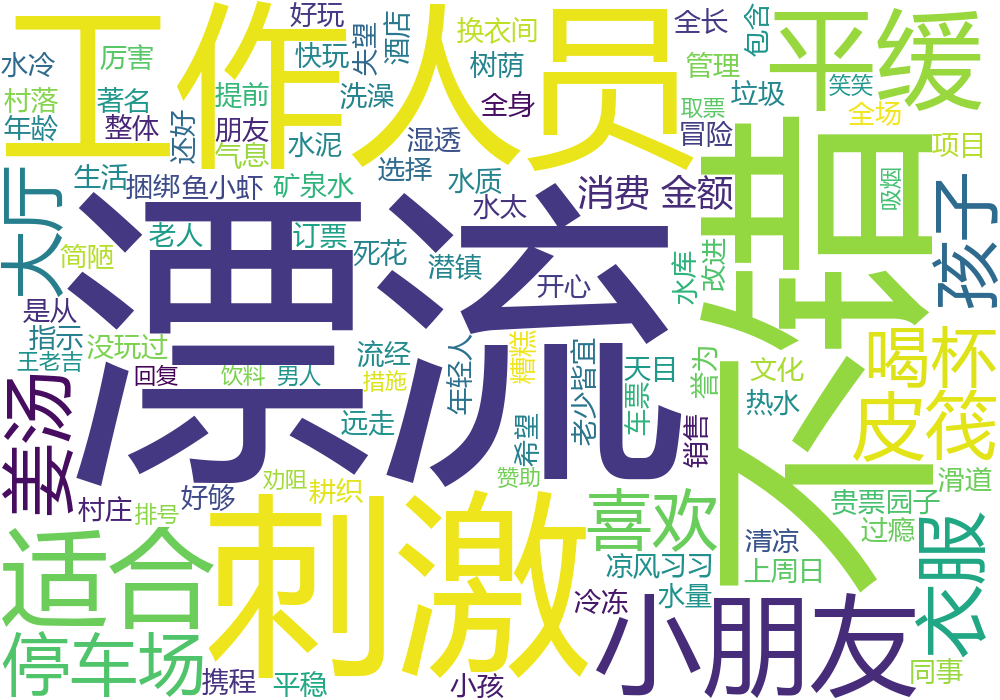 工作人员
好玩
失望
酒店
换衣间
全长
包含
平缓
水冷
厉害
快玩
树荫
管理
笑笑
村落
著名
提前
洗澡
全身
取票
垃圾
全场
年龄
整体
还好
朋友
水泥
湿透
冒险
项目
气息
选择
大厅
生活
捆绑
鱼小虾
矿泉水
水质
水太
消费
金额
吸烟
孩子
漂流
不错
简陋
老人
订票
死花
潜镇
开心
水库
改进
是从
指示
王老吉
没玩过
流经
年轻人
糟糕
老少皆宜
天目
车票
誉为
文化
喝杯
回复
饮料
男人
措施
热水
姜汤
远走
希望
销售
皮筏
劝阻
赞助
村庄
排号
好够
耕织
刺激
喜欢
贵票
园子
滑道
过瘾
适合
清凉
凉风习习
上周日
衣服
冷冻
水量
停车场
小朋友
携程
平稳
小孩
同事